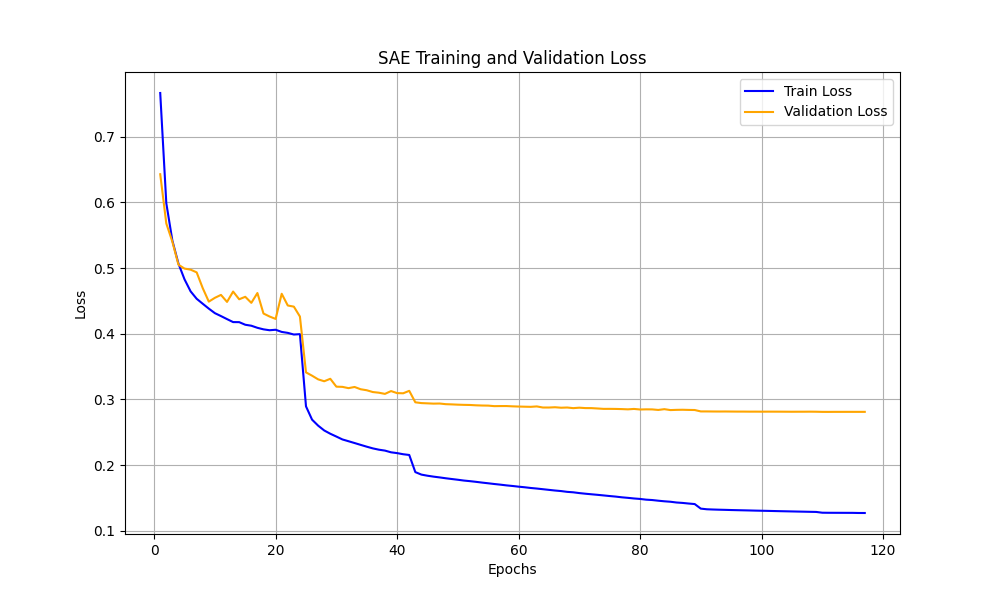 SAE Training and Validation Loss
Train Loss
Validation Loss
Loss
0.7
0.6
0.5
0.4
0.3
0.2
0.1
0 20 40 60 80 100 120
Epochs